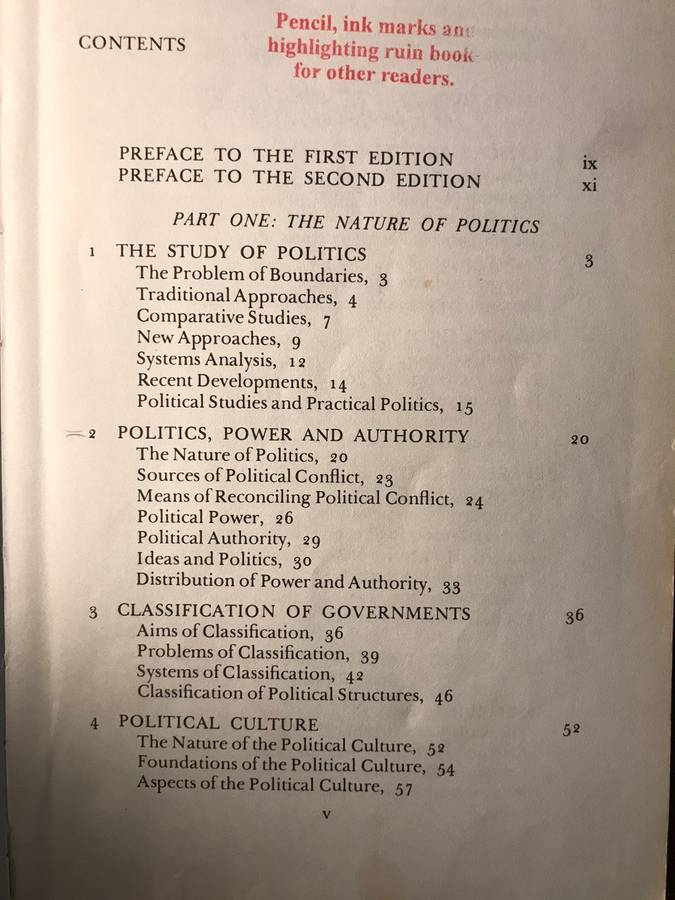 Pencil, ink marks and
highlighting ruin book
for other readers.
CONTENTS
PREFACE TO THE FIRST EDITION ix
PREFACE TO THE SECOND EDITION xi
PART ONE: THE NATURE OF POLITICS
1 THE STUDY OF POLITICS 3
The Problem of Boundaries, 3
Traditional Approaches, 4
Comparative Studies, 7
New Approaches, 9
Systems Analysis, 12
Recent Developments, 14
Political Studies and Practical Politics, 15
2 POLITICS, POWER AND AUTHORITY 20
The Nature of Politics, 20
Sources of Political Conflict, 23
Means of Reconciling Political Conflict, 24
Political Power, 26
Political Authority, 29
Ideas and Politics, 30
Distribution of Power and Authority, 33
3 CLASSIFICATION OF GOVERNMENTS 36
Aims of Classification, 36
Problems of Classification, 39
Systems of Classification, 42
Classification of Political Structures, 46
4 POLITICAL CULTURE 52
The Nature of the Political Culture, 52
Foundations of the Political Culture, 54
Aspects of the Political Culture, 57
v